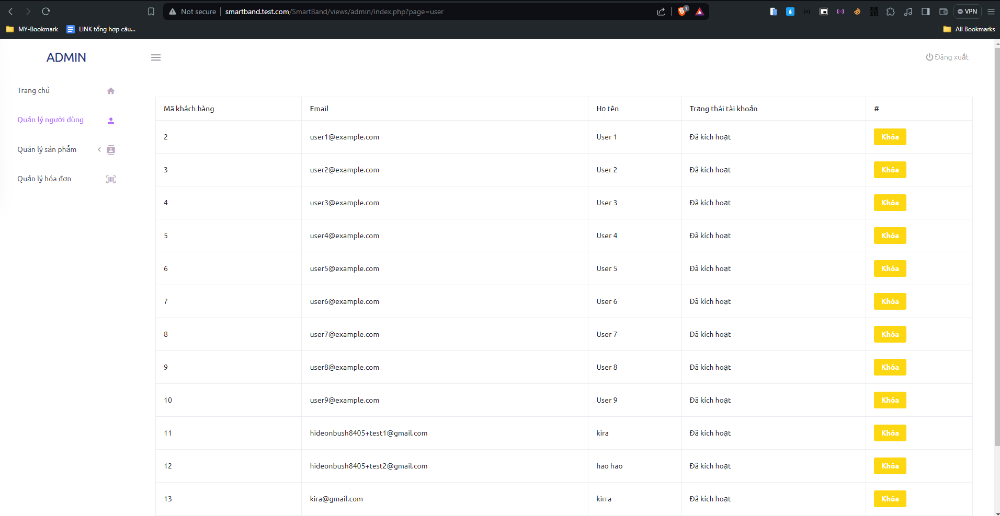 Not secure smartband.test.com/SmartBand/views/admin/index.php?page=user 1 VPN
MY-Bookmark LINK tổng hợp câu... All Bookmarks
ADMIN Đăng xuất
Trang chủ
Quản lý người dùng
Quản lý sản phẩm
Quản lý hóa đơn
Mã khách hàng Email Họ tên Trạng thái tài khoản #
2 user1@example.com User 1 Đã kích hoạt Khóa
3 user2@example.com User 2 Đã kích hoạt Khóa
4 user3@example.com User 3 Đã kích hoạt Khóa
5 user4@example.com User 4 Đã kích hoạt Khóa
6 user5@example.com User 5 Đã kích hoạt Khóa
7 user6@example.com User 6 Đã kích hoạt Khóa
8 user7@example.com User 7 Đã kích hoạt Khóa
9 user8@example.com User 8 Đã kích hoạt Khóa
10 user9@example.com User 9 Đã kích hoạt Khóa
11 hideonbush8405+test1@gmail.com kira Đã kích hoạt Khóa
12 hideonbush8405+test2@gmail.com hao hao Đã kích hoạt Khóa
13 kira@gmail.com kirra Đã kích hoạt Khóa